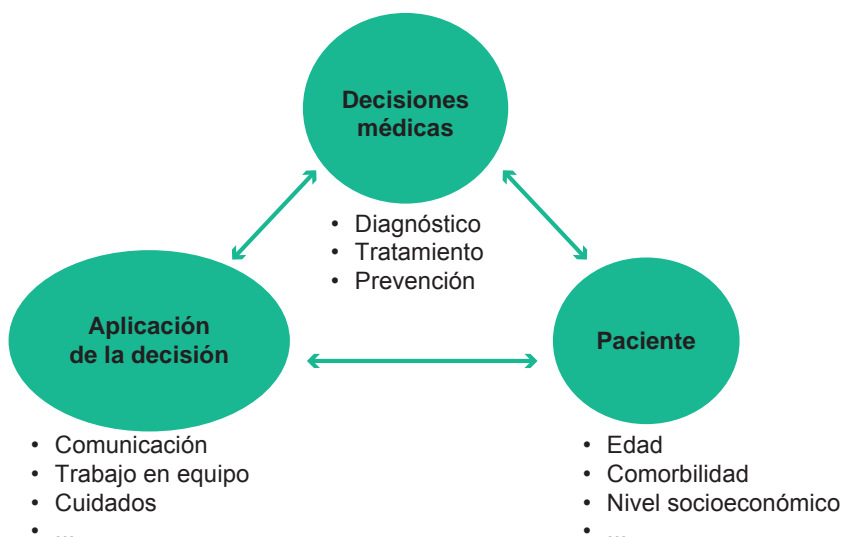 Decisiones
médicas
• Diagnóstico
• Tratamiento
• Prevención
Aplicación
de la decisión
• Comunicación
• Trabajo en equipo
• Cuidados
• ...
Paciente
• Edad
• Comorbilidad
• Nivel socioeconómico
• ...